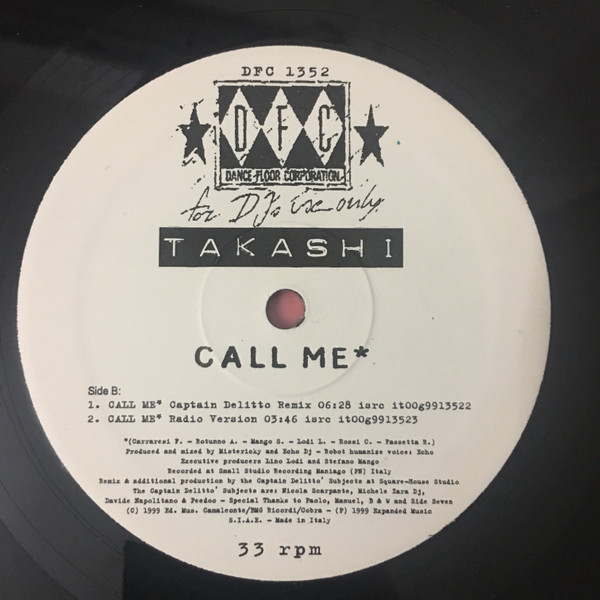 DFC 1352
D F C
DANCE FLOOR CORPORATION
for DJs use only
TAKASHI
CALL ME*
Side B:
1. CALL ME* Captain Delitto Remix 06:28 isrc it00g9913522
2. CALL ME* Radio Version 03:46 isrc it00g9913523
*(Carraresi F. - Rotunno A. - Mango S. - Lodi L. - Rossi C. - Pazzetta R.)
Produced and mixed by Mistericky and Echo Dj - Robot humanize voice: Echo
Executive producers Lino Lodi and Stefano Mango
Recorded at Small Studio Recording Maniago (PN) Italy
Remix & additional production by the Captain Delitto' Subjects at Square-House Studio
The Captain Delitto' Subjects are: Nicola Scarpante, Michele Zara Dj,
Davide Napolitano & Peedoo - Special Thanks to Paolo, Manuel, B & W and Side Seven
(C) 1999 Ed. Mus. Camaleonte/BMG Ricordi/Cobra - (P) 1999 Expanded Music
S.I.A.E. - Made in Italy
33 rpm